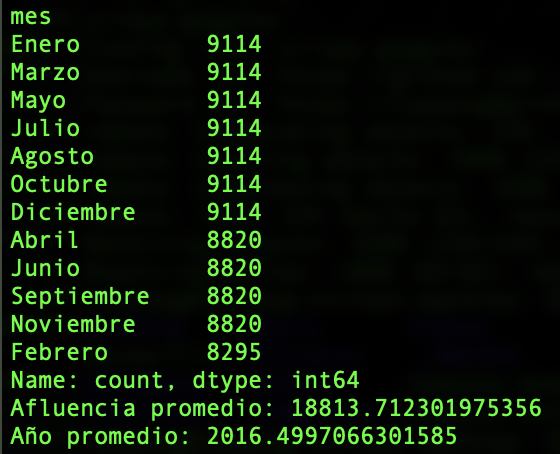 mes
Enero 9114
Marzo 9114
Mayo 9114
Julio 9114
Agosto 9114
Octubre 9114
Diciembre 9114
Abril 8820
Junio 8820
Septiembre 8820
Noviembre 8820
Febrero 8295
Name: count, dtype: int64
Afluencia promedio: 18813.712301975356
Año promedio: 2016.4997066301585